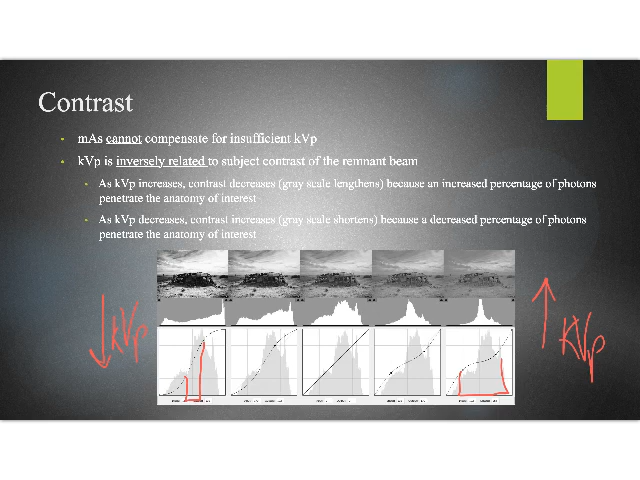 Contrast
mAs cannot compensate for insufficient kVp
kVp is inversely related to subject contrast of the remnant beam
As kVp increases, contrast decreases (gray scale lengthens) because an increased percentage of photons
penetrate the anatomy of interest
As kVp decreases, contrast increases (gray scale shortens) because a decreased percentage of photons
penetrate the anatomy of interest
kVp
kVp